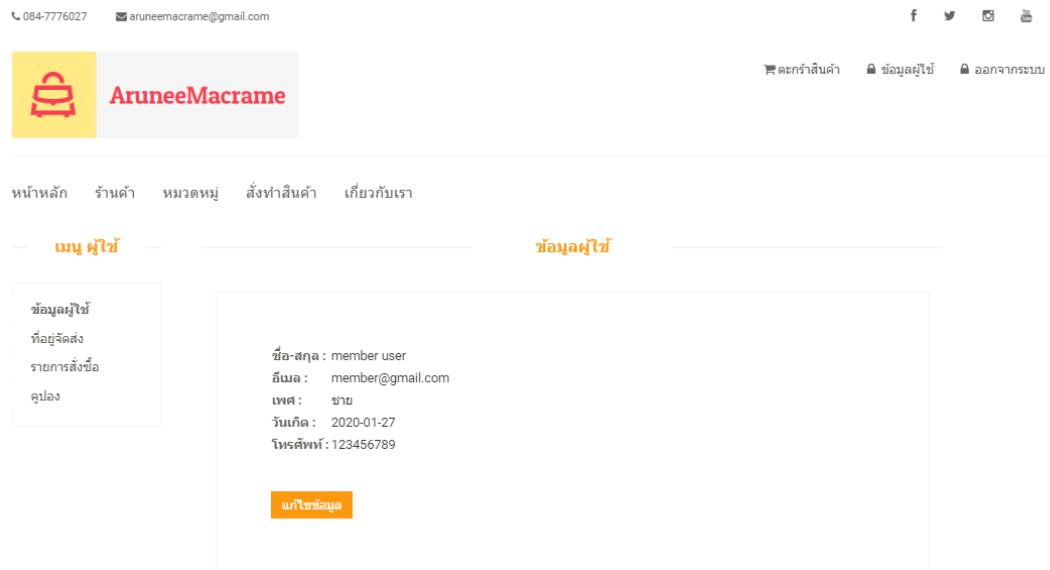 084-7776027 aruneemacrame@gmail.com
AruneeMacrame
ตะกร้าสินค้า ข้อมูลผู้ใช้ ออกจากระบบ
หน้าหลัก ร้านค้า หมวดหมู่ สั่งทำสินค้า เกี่ยวกับเรา
เมนู ผู้ใช้
ข้อมูลผู้ใช้
ที่อยู่จัดส่ง
รายการสั่งซื้อ
คูปอง
ข้อมูลผู้ใช้
ชื่อ-สกุล : member user
อีเมล : member@gmail.com
เพศ : ชาย
วันเกิด : 2020-01-27
โทรศัพท์ : 123456789
แก้ไขข้อมูล